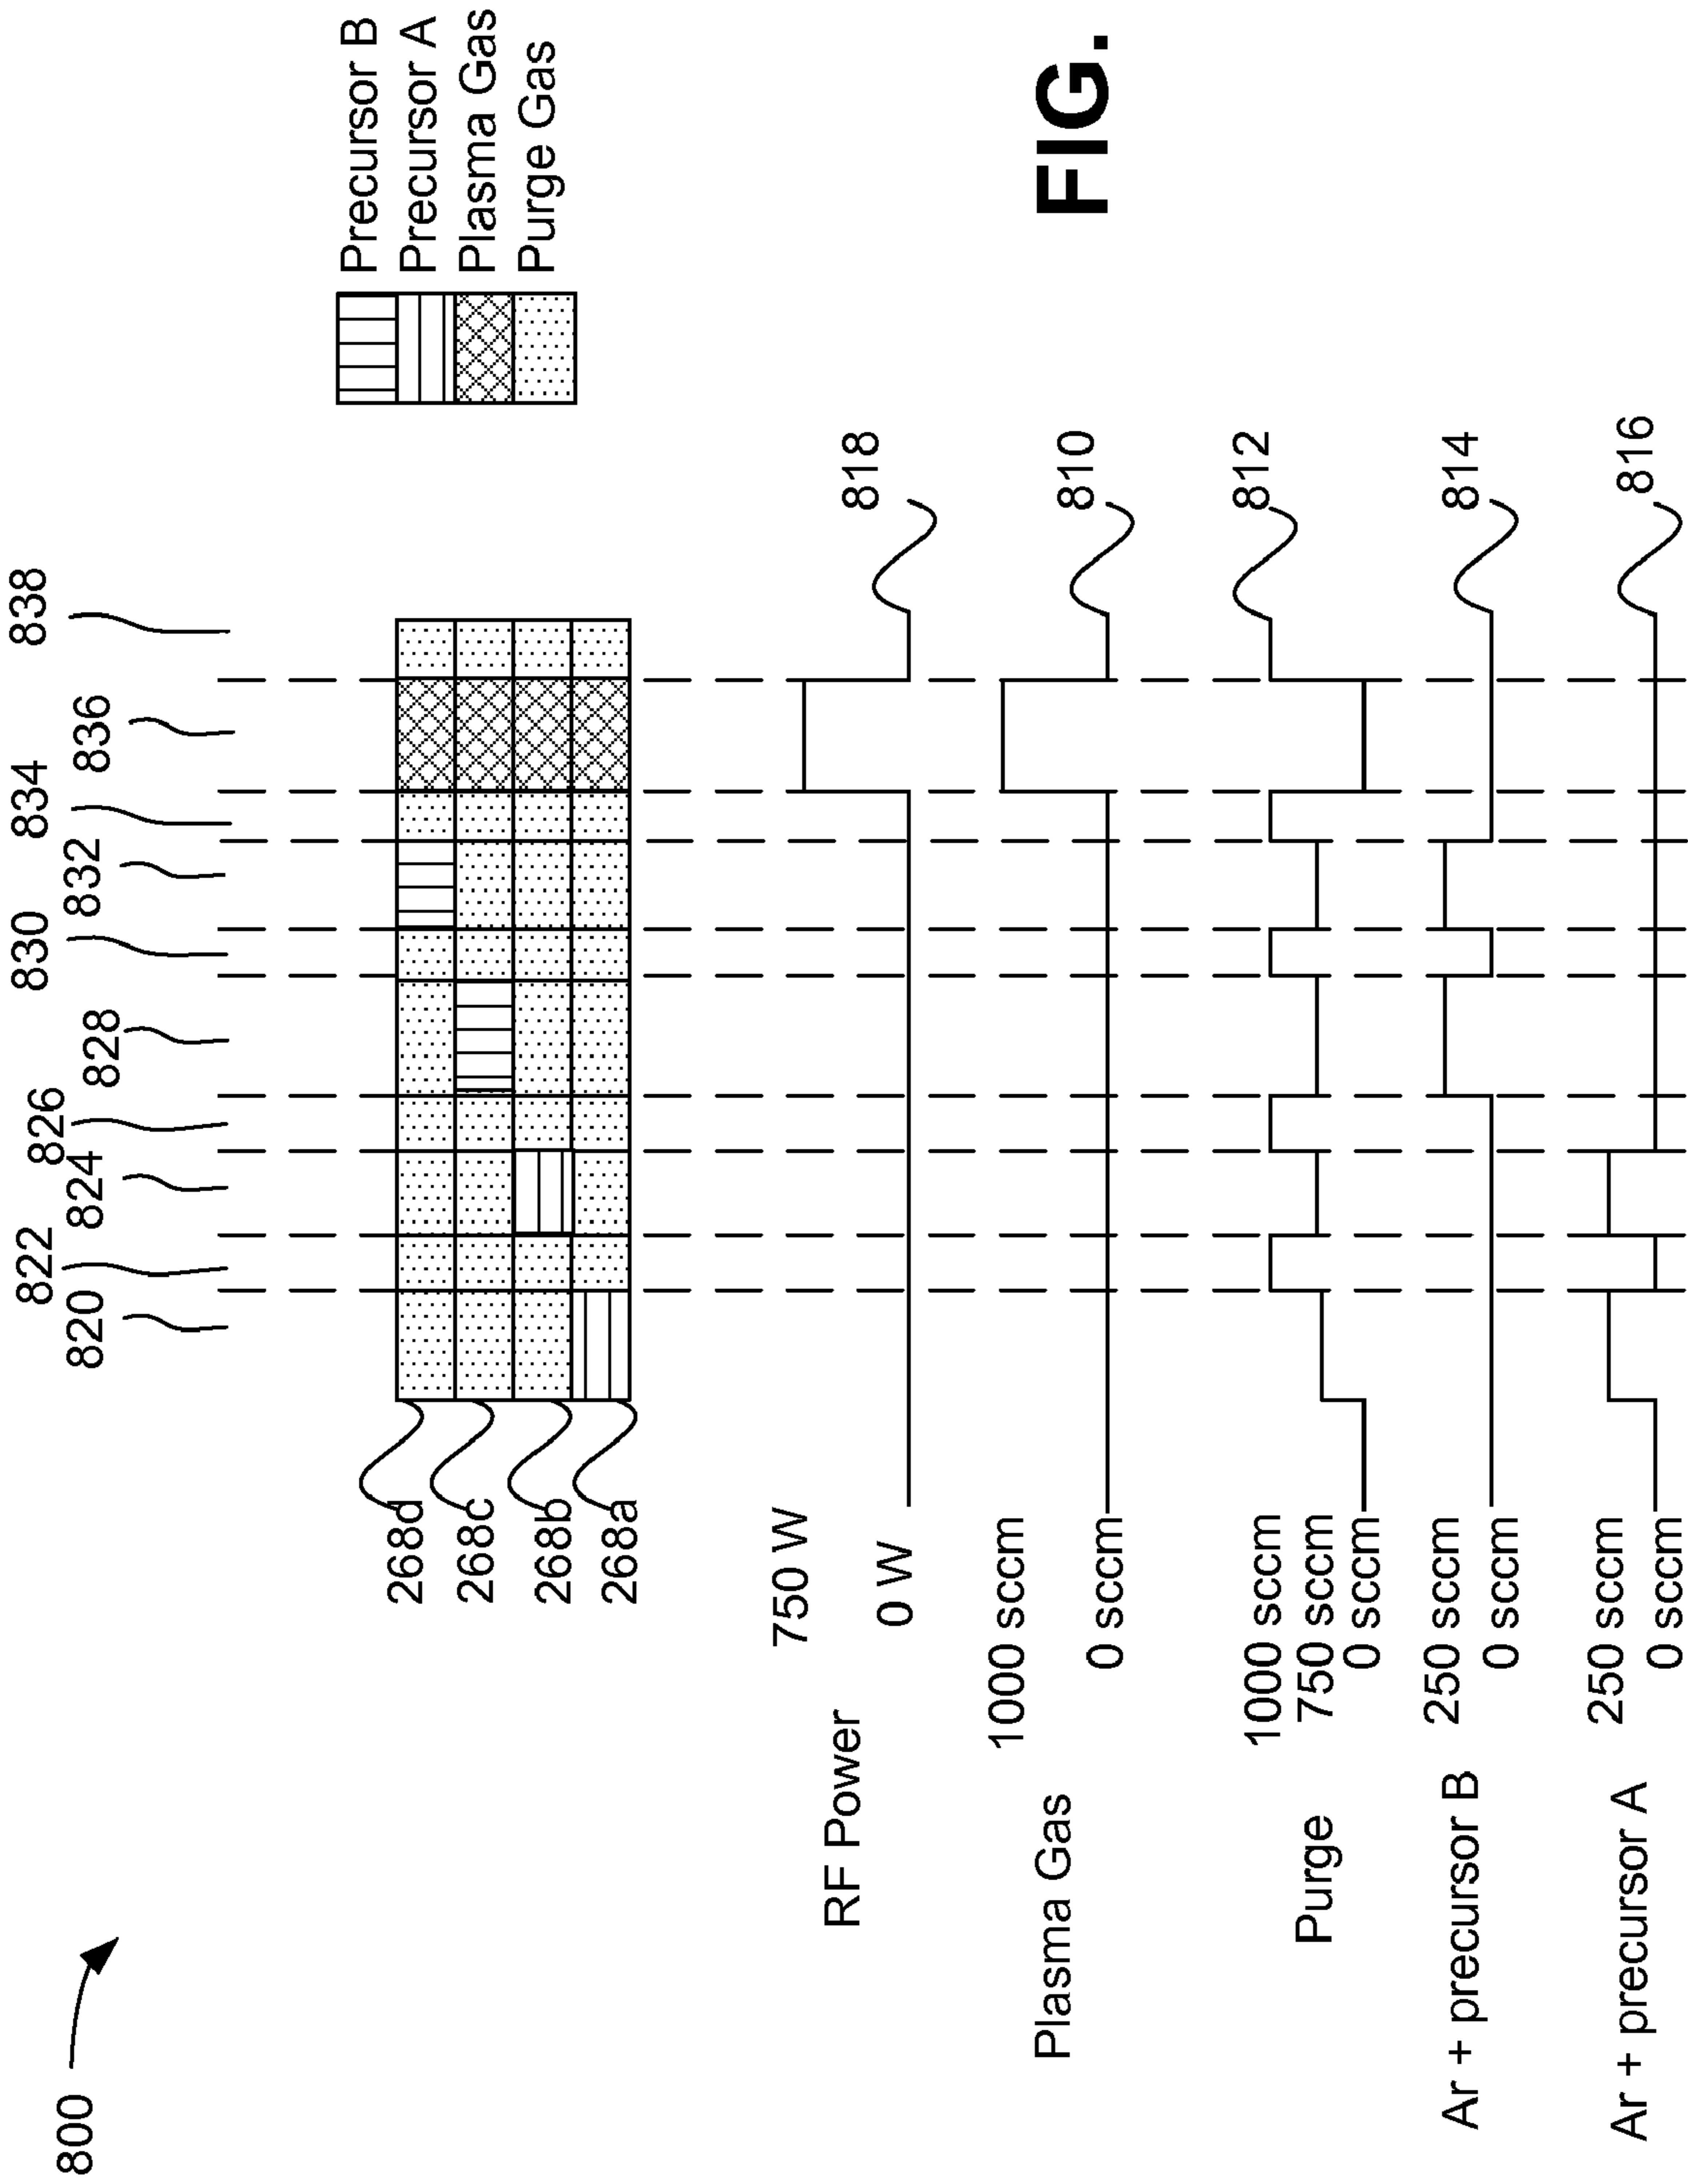 800
820
822
824
826
828
830
832
834
836
838
268d
268c
268b
268a
Precursor B
Precursor A
Plasma Gas
Purge Gas
RF Power
750 W
0 W
818
Plasma Gas
1000 sccm
0 sccm
810
Purge
1000 sccm
750 sccm
0 sccm
812
Ar + precursor B
250 sccm
0 sccm
814
Ar + precursor A
250 sccm
0 sccm
816
FIG.